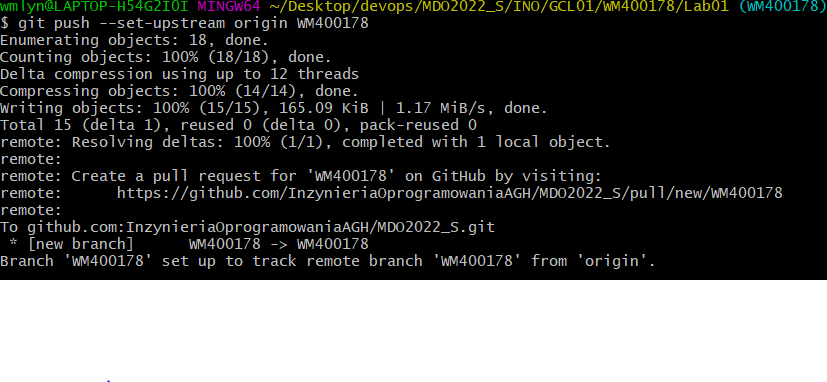 wmlyn@LAPTOP-H54G2I0I MINGW64 ~/Desktop/devops/MDO2022_S/INO/GCL01/WM400178/Lab01 (WM400178)
$ git push --set-upstream origin WM400178
Enumerating objects: 18, done.
Counting objects: 100% (18/18), done.
Delta compression using up to 12 threads
Compressing objects: 100% (14/14), done.
Writing objects: 100% (15/15), 165.09 KiB | 1.17 MiB/s, done.
Total 15 (delta 1), reused 0 (delta 0), pack-reused 0
remote: Resolving deltas: 100% (1/1), completed with 1 local object.
remote:
remote: Create a pull request for 'WM400178' on GitHub by visiting:
remote:      https://github.com/InzynieriaOprogramowaniaAGH/MDO2022_S/pull/new/WM400178
remote:
To github.com:InzynieriaOprogramowaniaAGH/MDO2022_S.git
 * [new branch]      WM400178 -> WM400178
Branch 'WM400178' set up to track remote branch 'WM400178' from 'origin'.